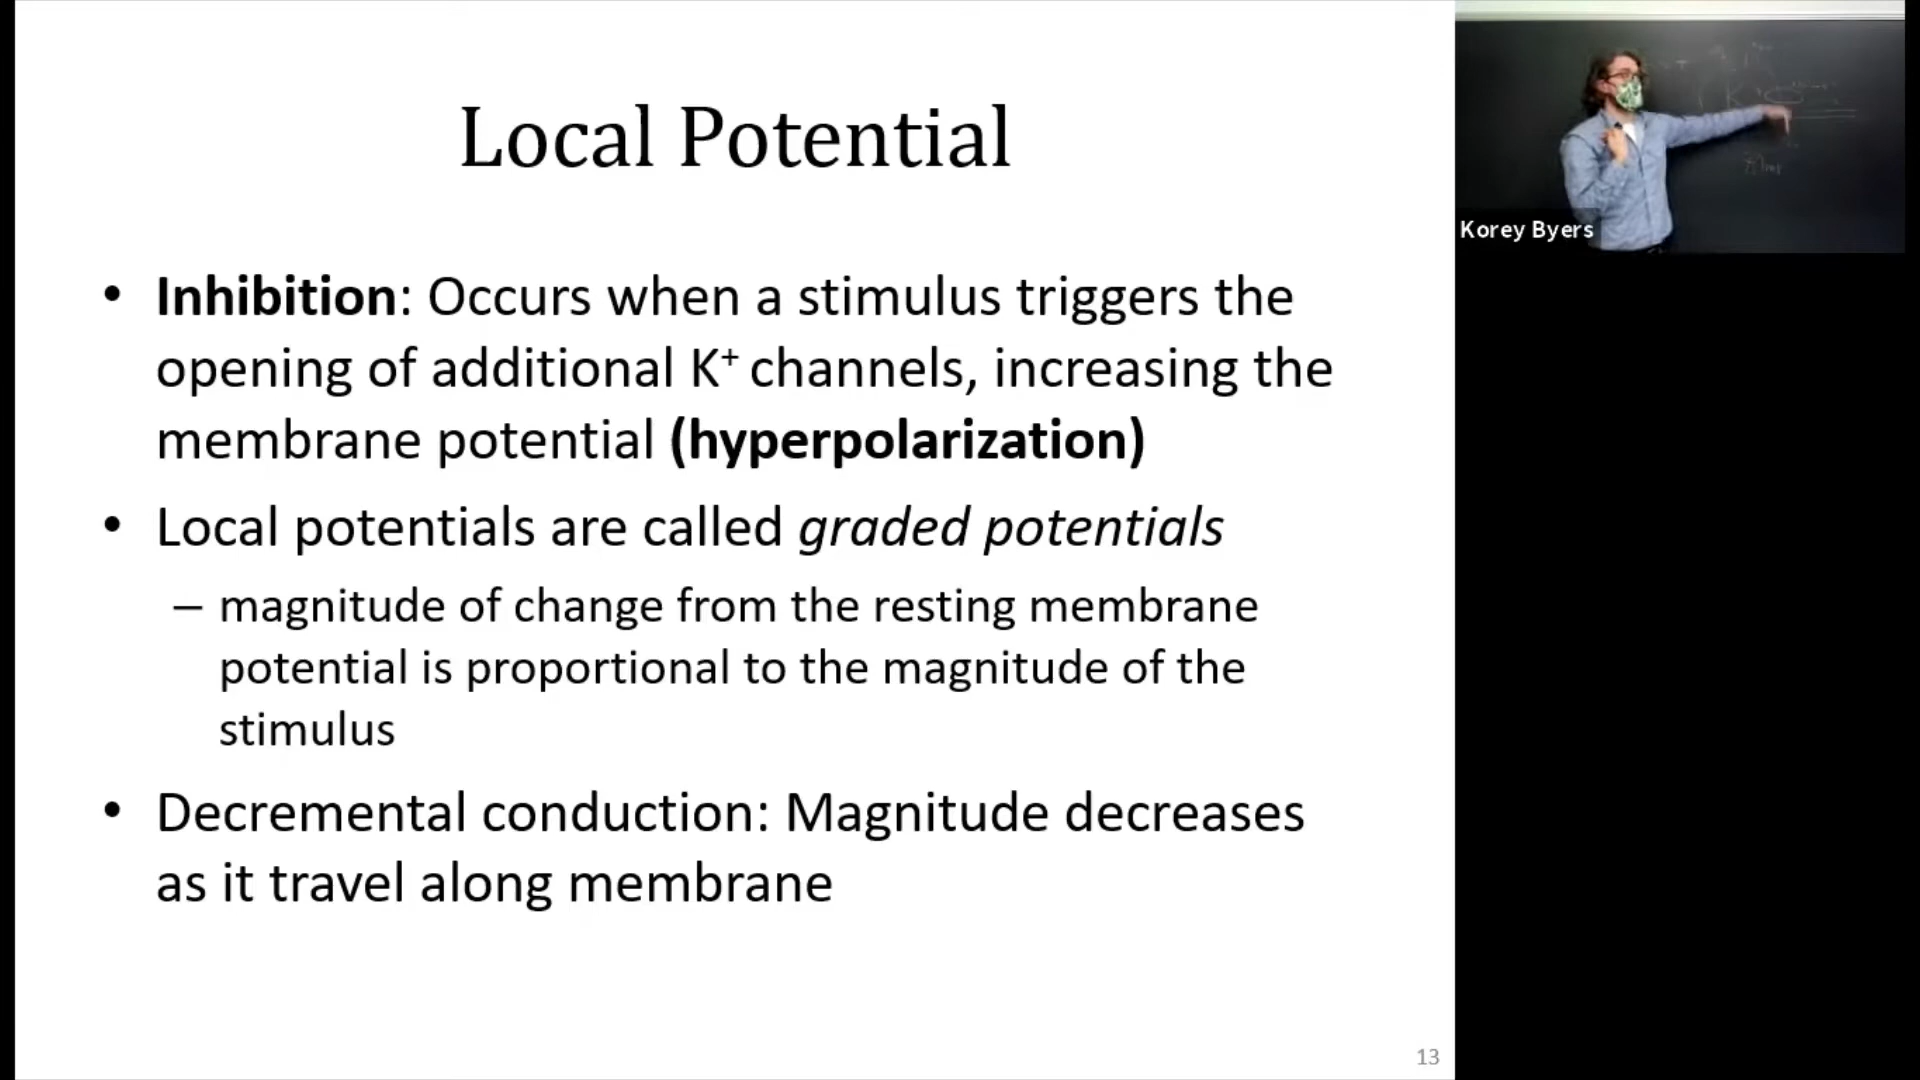 Local Potential
• Inhibition: Occurs when a stimulus triggers the
opening of additional K⁺ channels, increasing the
membrane potential (hyperpolarization)
• Local potentials are called graded potentials
– magnitude of change from the resting membrane
potential is proportional to the magnitude of the
stimulus
• Decremental conduction: Magnitude decreases
as it travel along membrane
13
Korey Byers